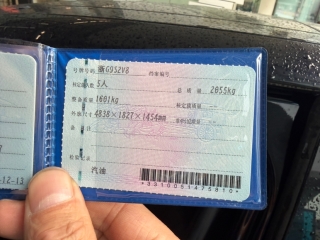 号牌号码 浙G952V8 档案编号
核定载人数 5人 总质量 2055kg
整备质量 1601kg 核定载质量 --
外廓尺寸 4838×1827×1454mm 准牵引总质量 --
备注
检验记录
汽油
12-13